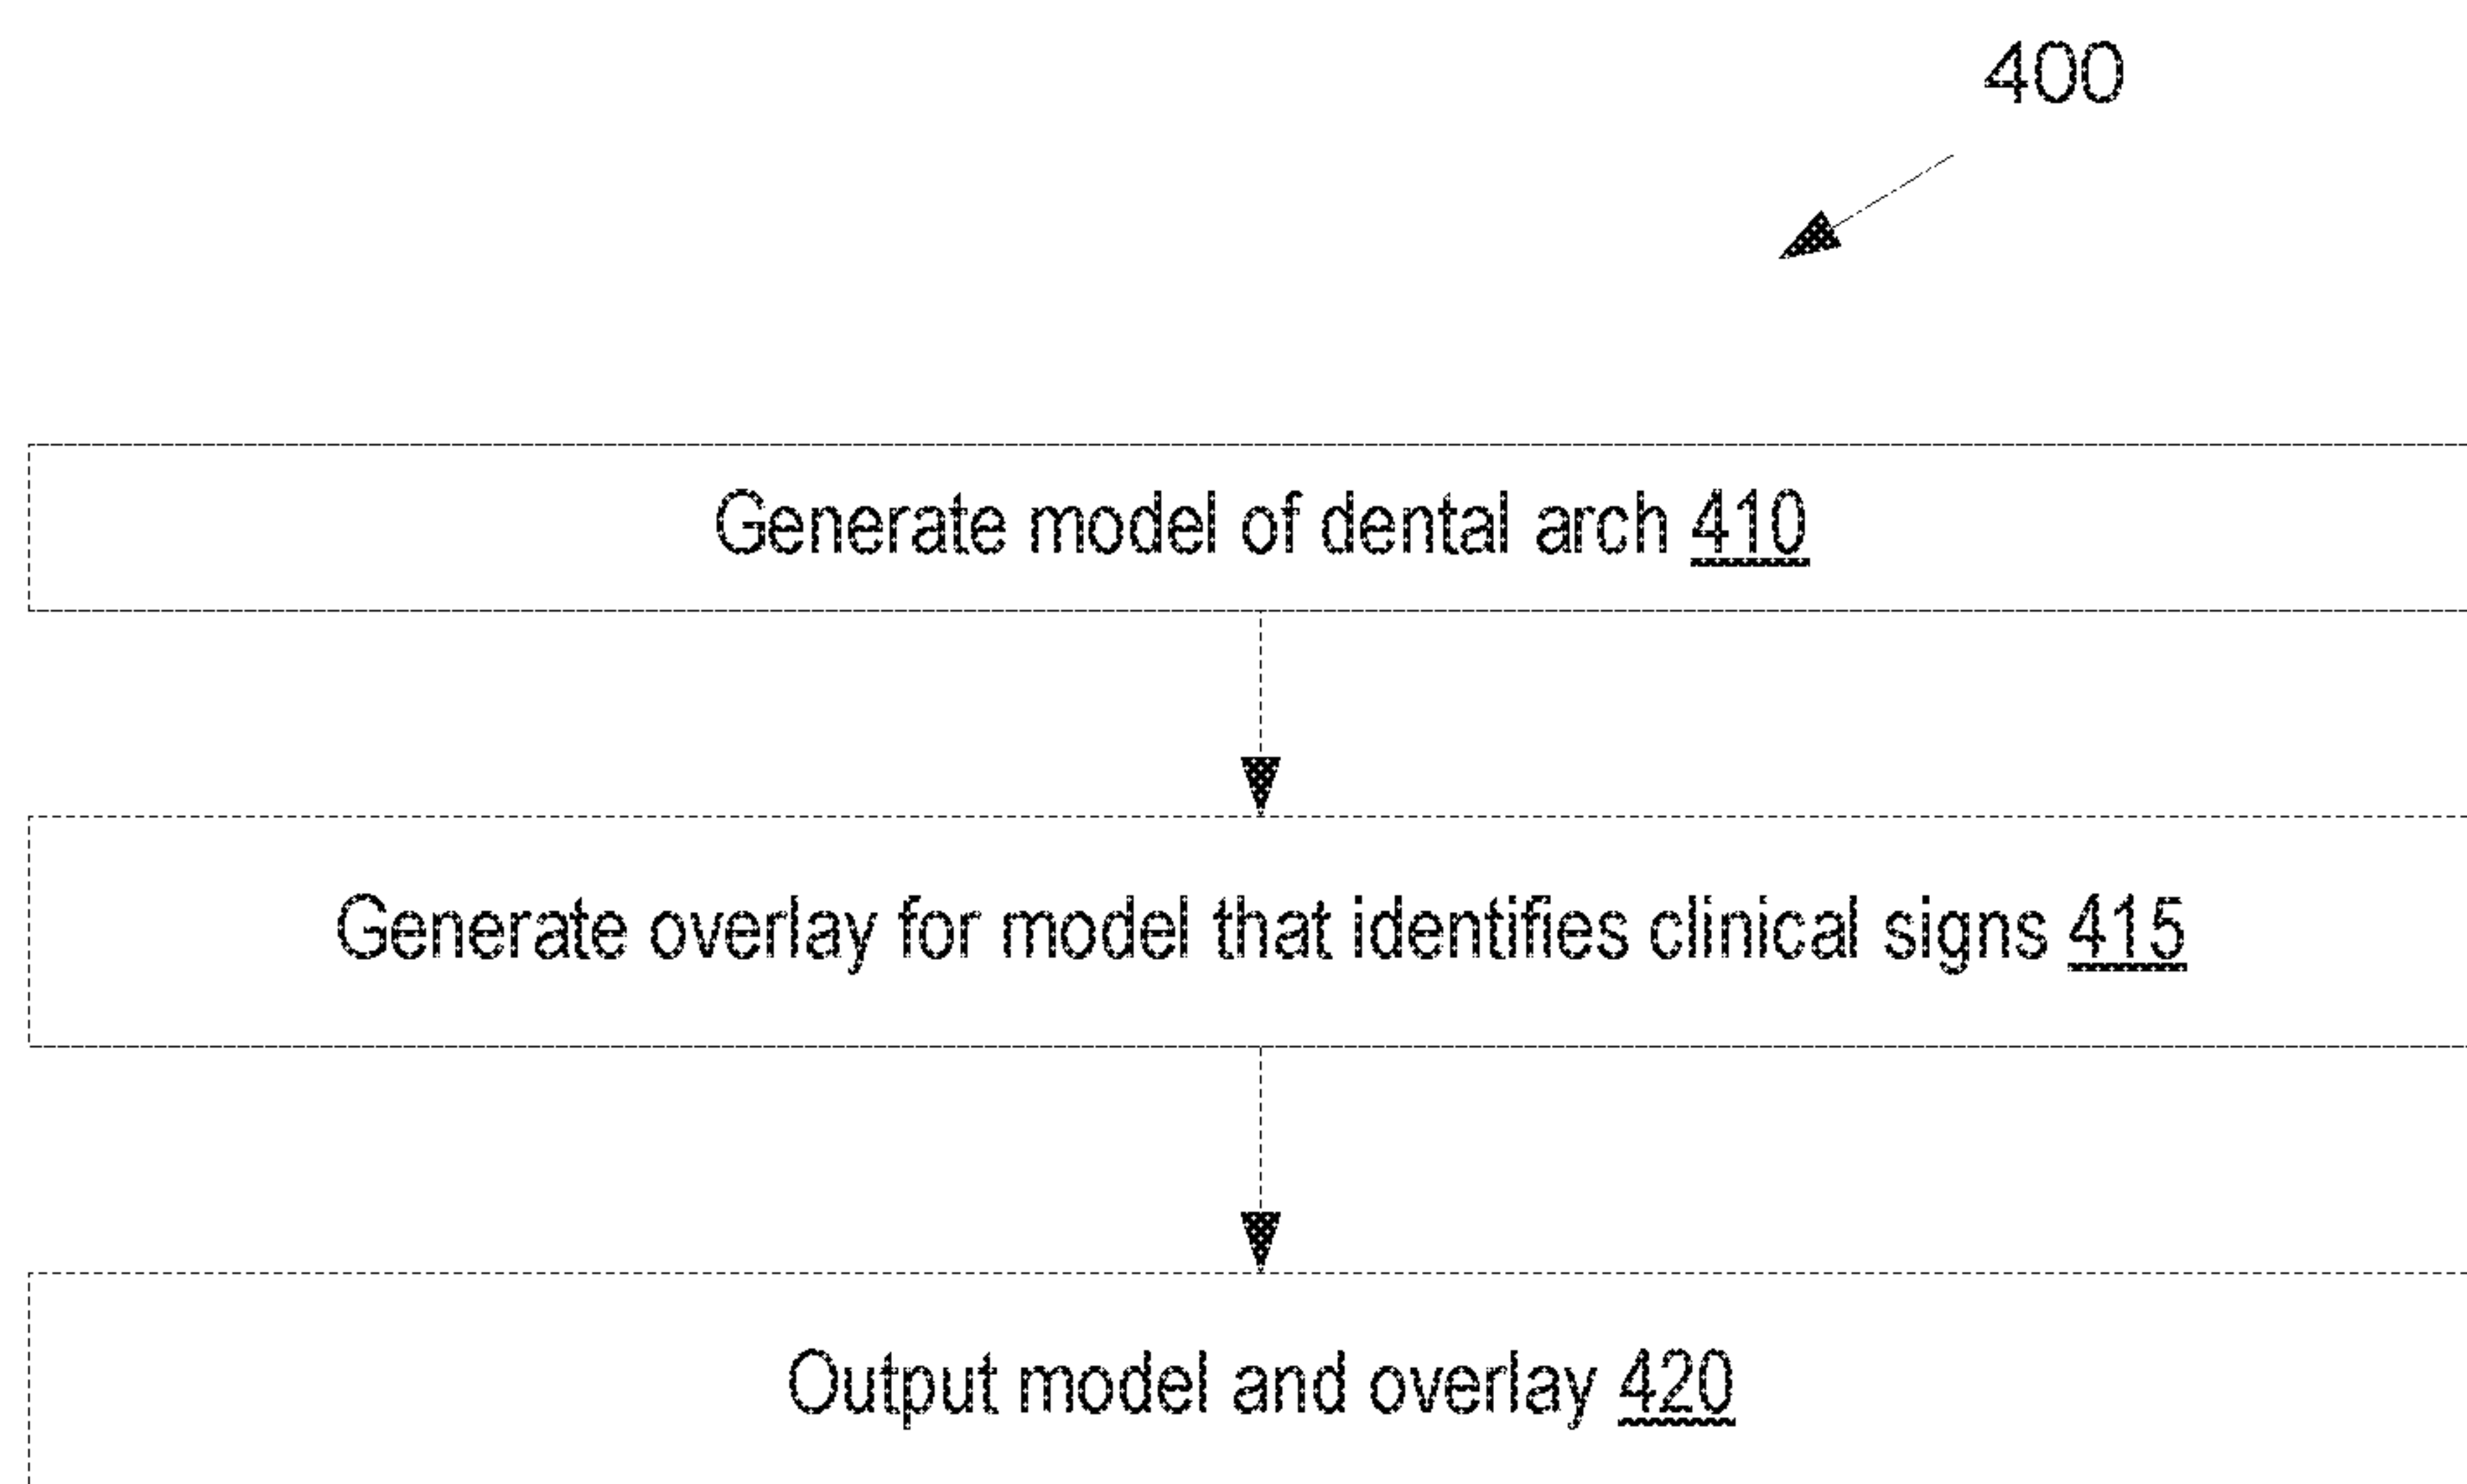 400
Generate model of dental arch 410
Generate overlay for model that identifies clinical signs 415
Output model and overlay 420